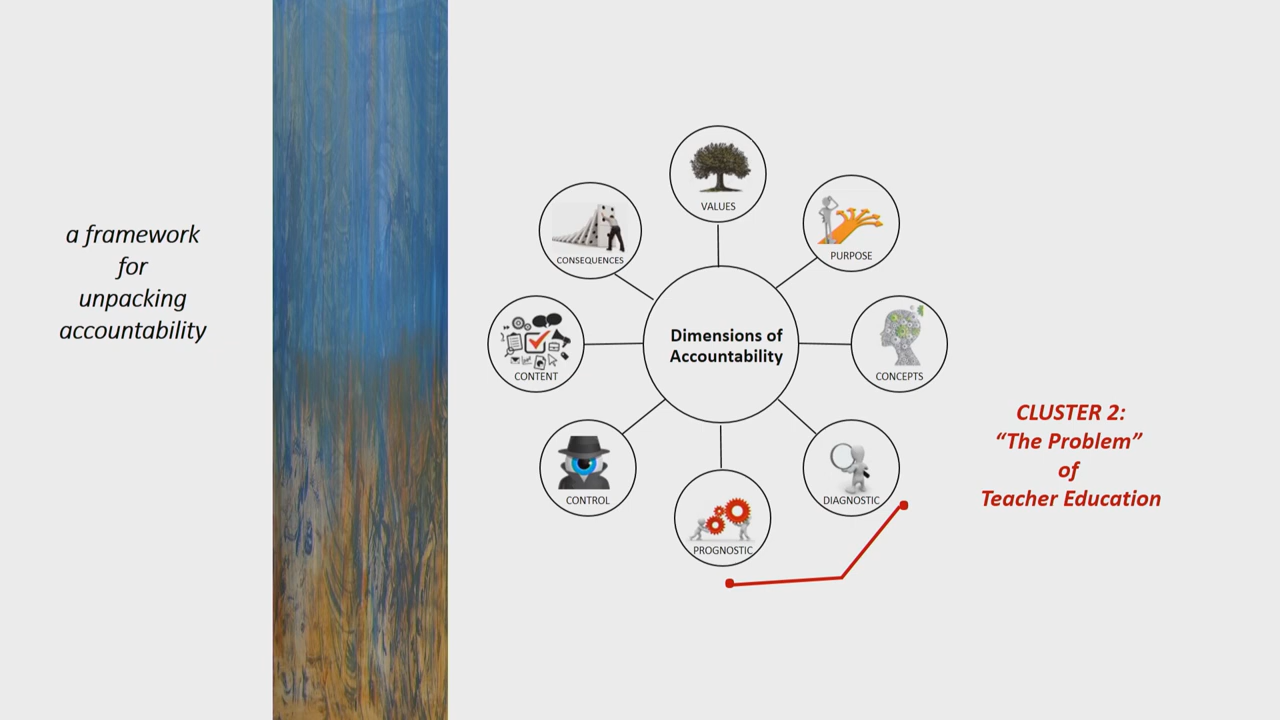 a framework
for
unpacking
accountability
VALUES
PURPOSE
CONSEQUENCES
Dimensions of
Accountability
CONTENT
CONCEPTS
CONTROL
DIAGNOSTIC
PROGNOSTIC
CLUSTER 2:
“The Problem”
of
Teacher Education